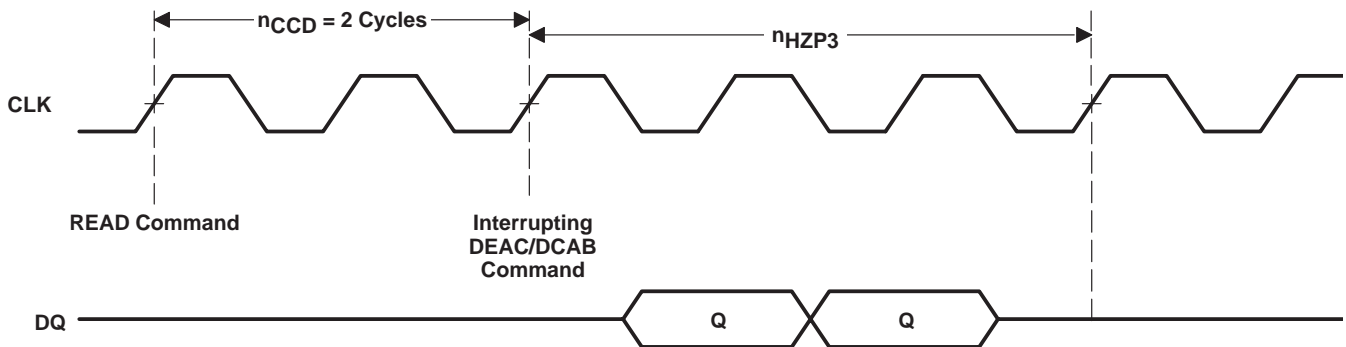 nCCD = 2 Cycles
nHZP3
CLK
READ Command
Interrupting
DEAC/DCAB
Command
DQ
Q
Q